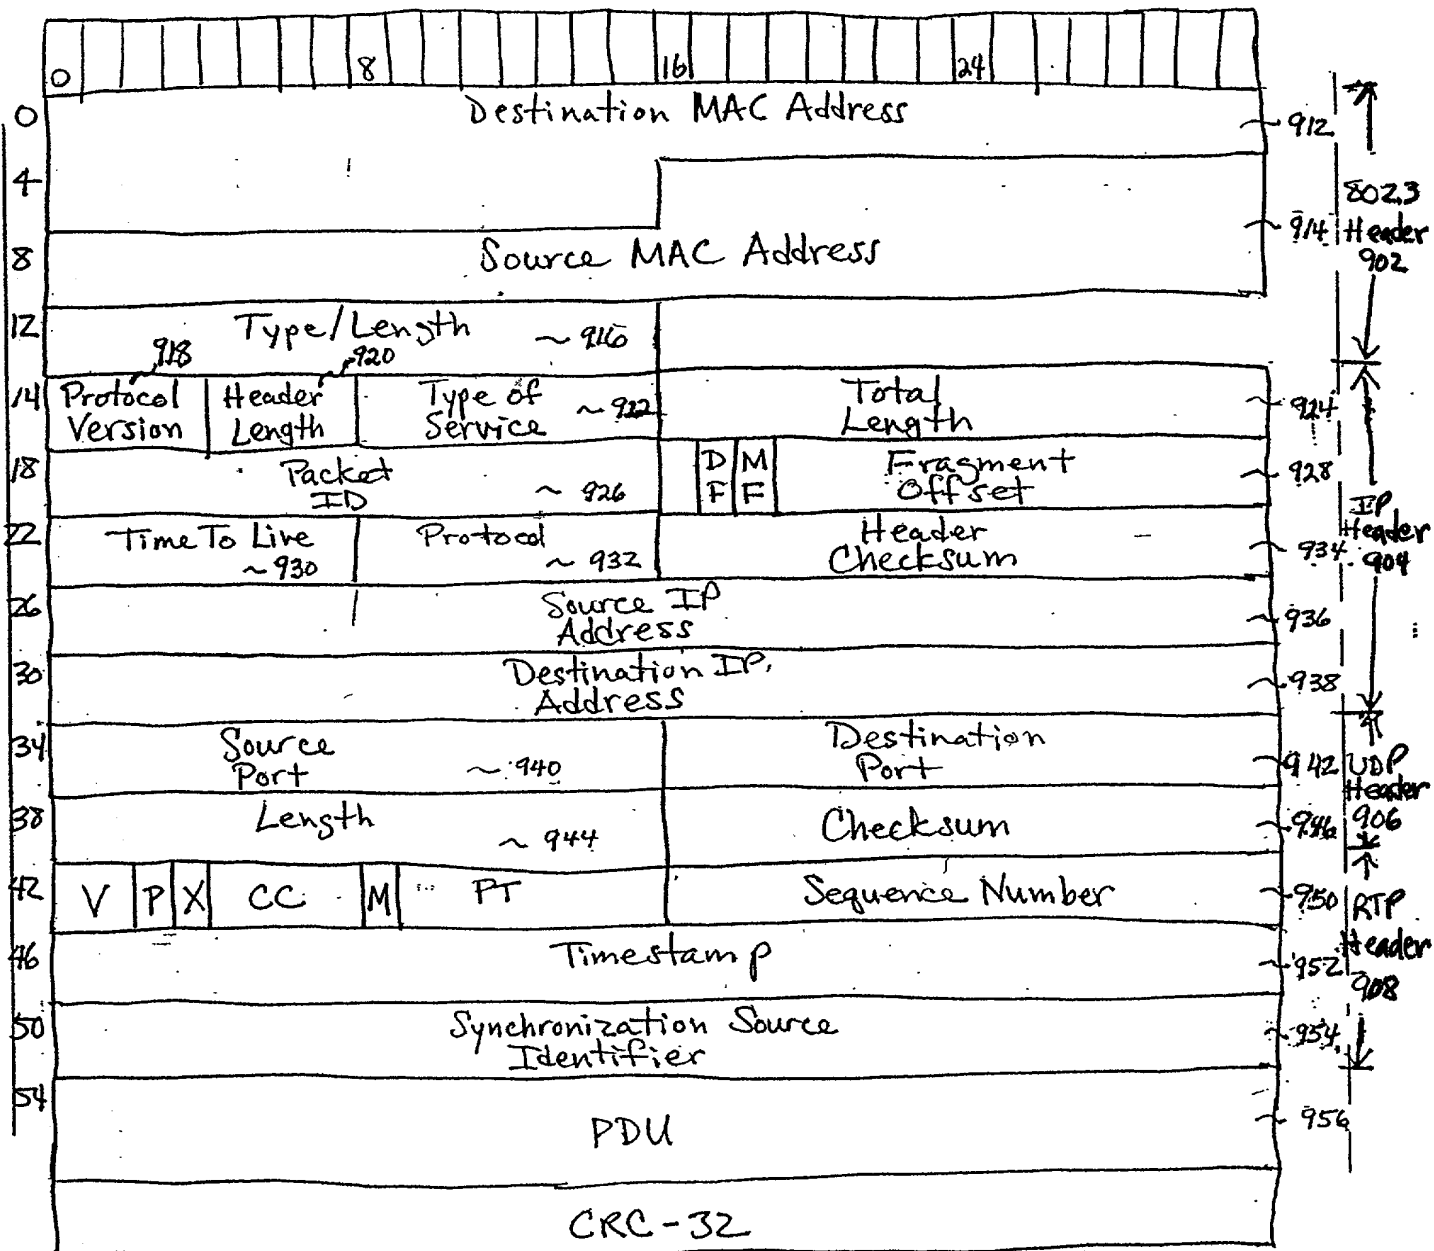 0 8 16 24
0 Destination MAC Address 912
4 802.3
8 Source MAC Address 914 Header
902
12 Type/Length ~ 916
918 920
14 Protocol Version Header Length Type of Service ~ 922 Total Length 924
18 Packet ID ~ 926 DF MF Fragment Offset 928
22 Time To Live ~ 930 Protocol ~ 932 Header Checksum 934
IP Header 904
26 Source IP Address 936
30 Destination IP Address 938
34 Source Port ~ 940 Destination Port 942 UDP
Header
38 Length ~ 944 Checksum 946 906
42 V P X CC M PT Sequence Number 950 RTP
46 Timestamp 952 Header
908
50 Synchronization Source Identifier 954
54 PDU 956
CRC-32